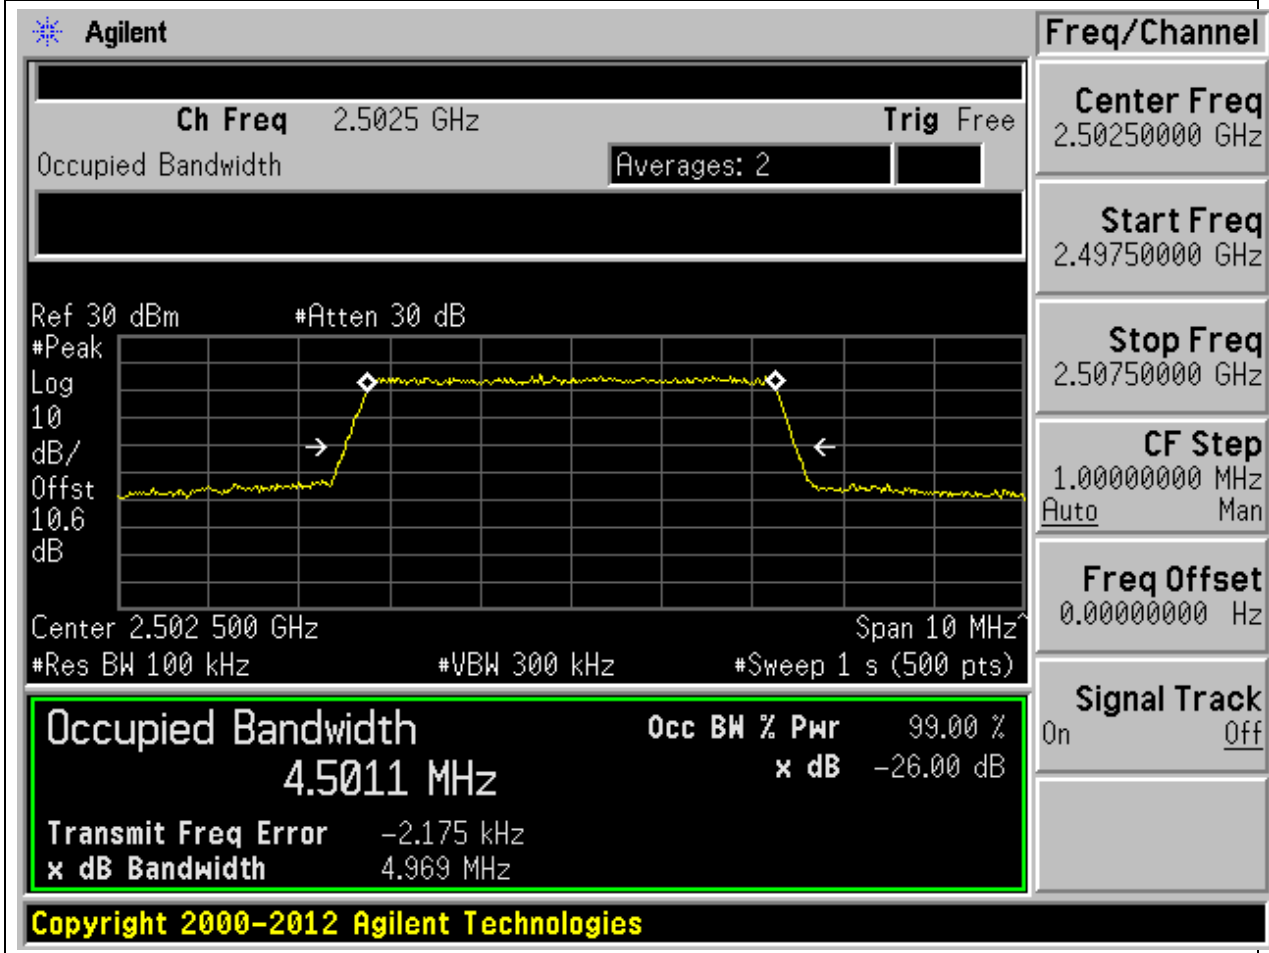 Agilent
Freq/Channel
Ch Freq 2.5025 GHz Trig Free
Occupied Bandwidth Averages: 2
Center Freq
2.50250000 GHz
Start Freq
2.49750000 GHz
Stop Freq
2.50750000 GHz
CF Step
1.00000000 MHz
Auto Man
Freq Offset
0.00000000 Hz
Signal Track
On Off
Ref 30 dBm #Atten 30 dB
#Peak
Log
10
dB/
Offst
10.6
dB
Center 2.502 500 GHz Span 10 MHz^
#Res BW 100 kHz #VBW 300 kHz #Sweep 1 s (500 pts)
Occupied Bandwidth Occ BW % Pwr 99.00 %
4.5011 MHz x dB -26.00 dB
Transmit Freq Error -2.175 kHz
x dB Bandwidth 4.969 MHz
Copyright 2000-2012 Agilent Technologies